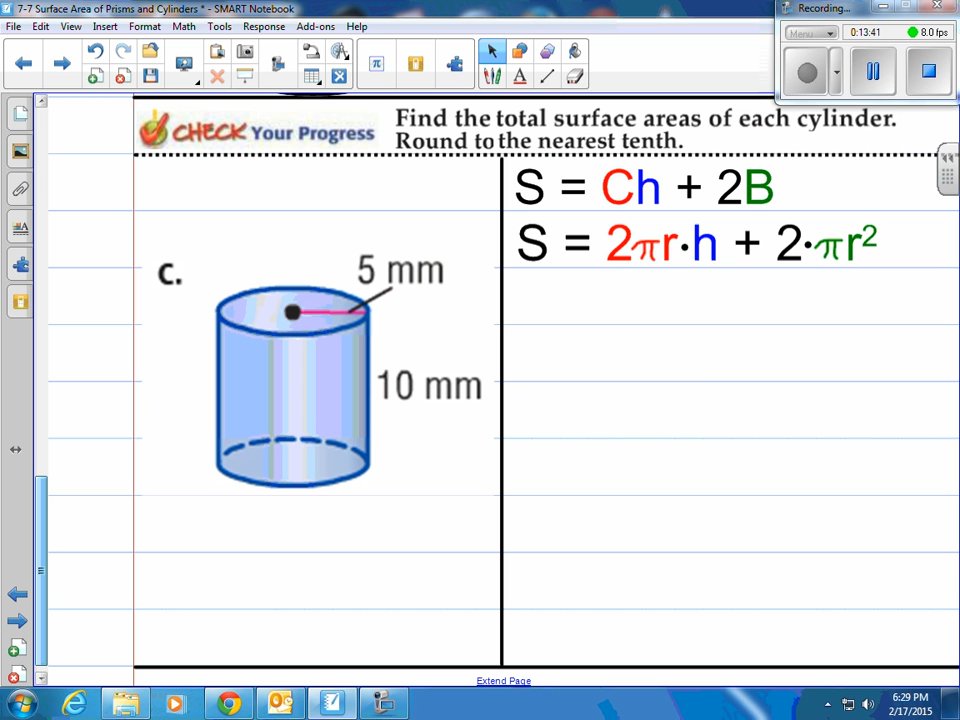 7-7 Surface Area of Prisms and Cylinders * - SMART Notebook
Recording...
File Edit View Insert Format Math Tools Response Add-ons Help
Menu
0:13:41
8.0 fps
CHECK Your Progress
Find the total surface areas of each cylinder.
Round to the nearest tenth.
S = Ch + 2B
S = 2πr·h + 2·πr²
c.
5 mm
10 mm
Extend Page
6:29 PM
2/17/2015